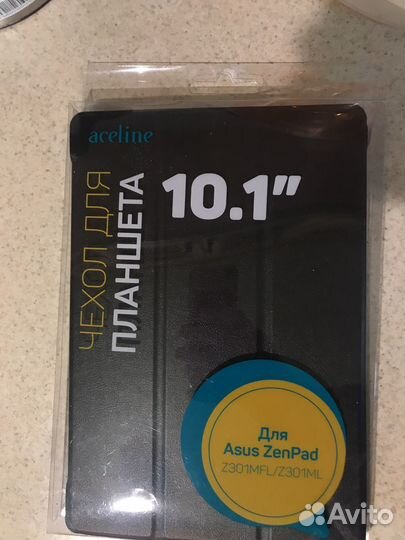 aceline
ЧЕХОЛ ДЛЯ
ПЛАНШЕТА
10.1"
Для
Asus ZenPad
Z301MFL/Z301ML
Avito